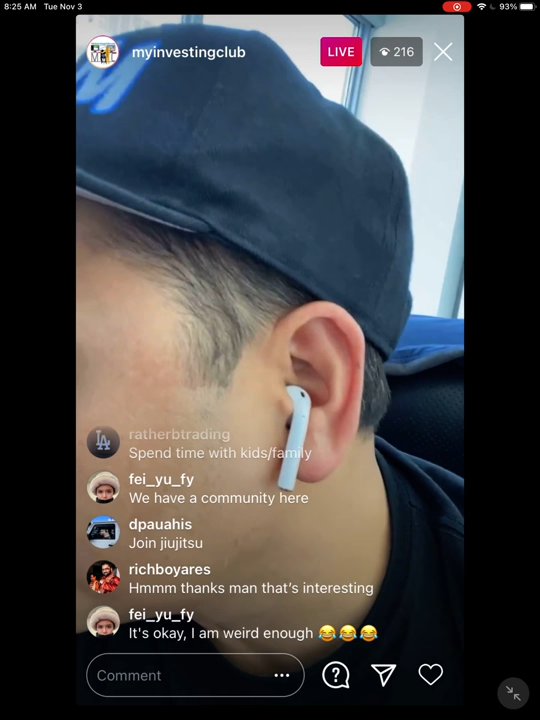 8:25 AM Tue Nov 3
93%
myinvestingclub
LIVE
216
M
LA
ratherbtrading
Spend time with kids/family
fei_yu_fy
We have a community here
dpauahis
Join jiujitsu
richboyares
Hmmm thanks man that's interesting
fei_yu_fy
It's okay, I am weird enough 😂😂😂
Comment